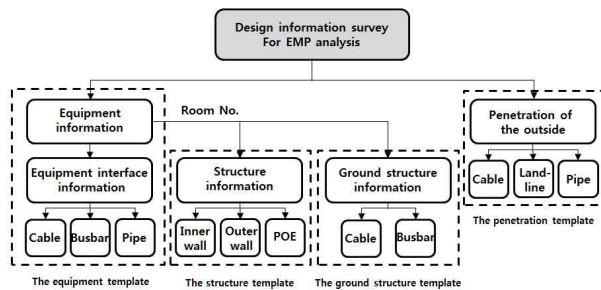 Design information survey
For EMP analysis
Equipment
information
Room No.
Penetration of
the outside
Equipment interface
information
Structure
information
Ground structure
information
Cable
Land-
line
Pipe
Cable
Busbar
Pipe
Inner
wall
Outer
wall
POE
Cable
Busbar
The penetration template
The equipment template
The structure template
The ground structure template